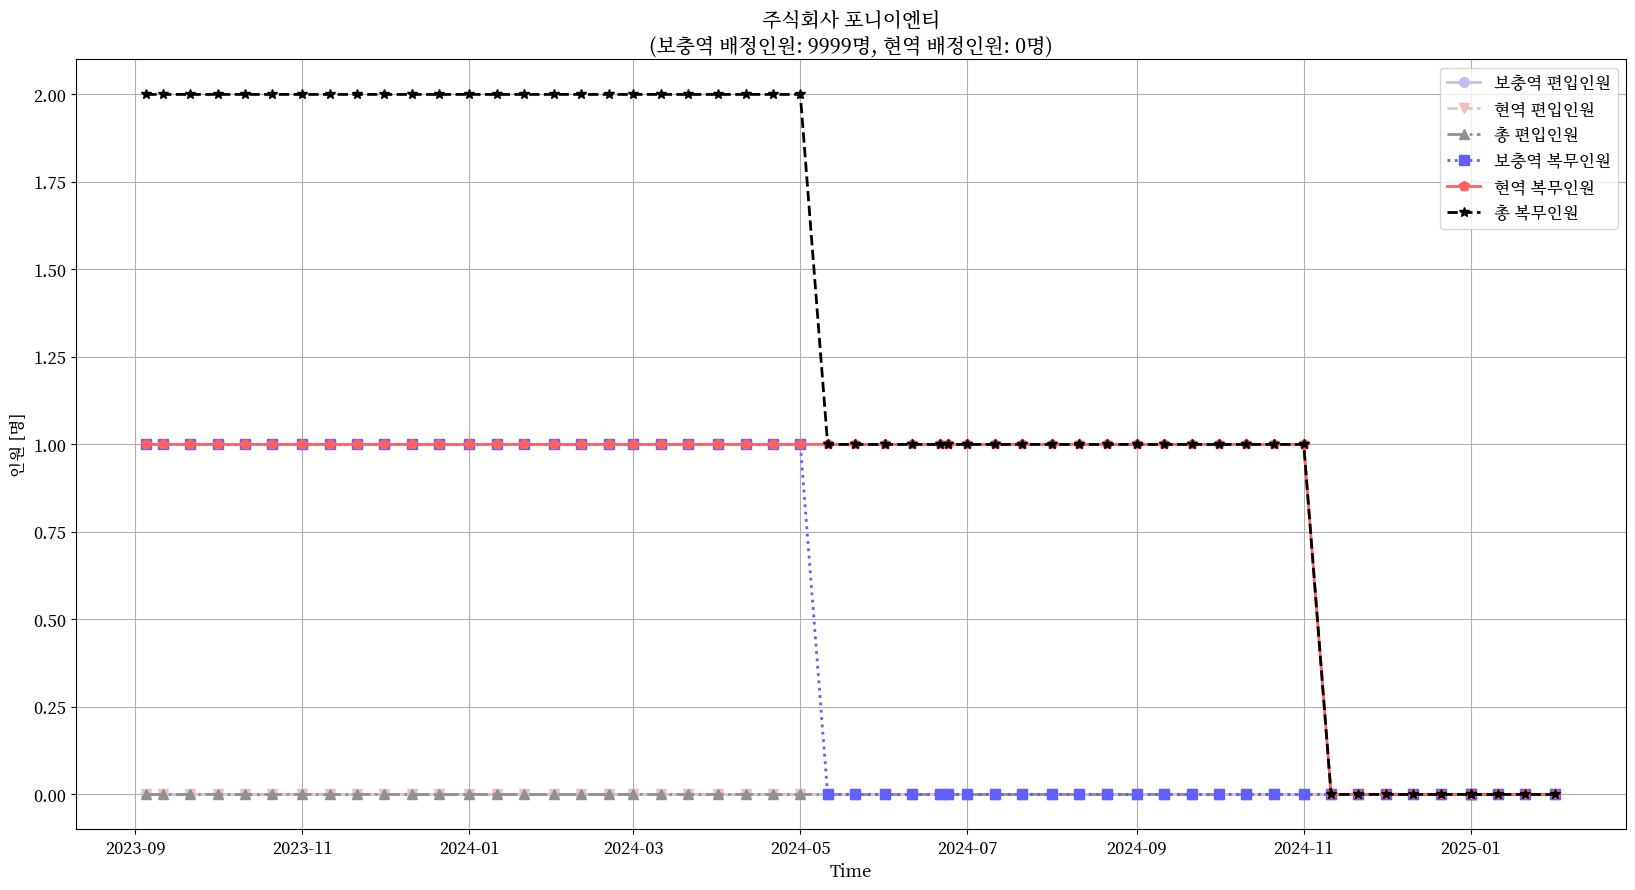 주식회사 포니이엔티
(보충역 배정인원: 9999명, 현역 배정인원: 0명)
보충역 편입인원
현역 편입인원
총 편입인원
보충역 복무인원
현역 복무인원
총 복무인원
인원 [명]
2.00
1.75
1.50
1.25
1.00
0.75
0.50
0.25
0.00
2023-09
2023-11
2024-01
2024-03
2024-05
2024-07
2024-09
2024-11
2025-01
Time